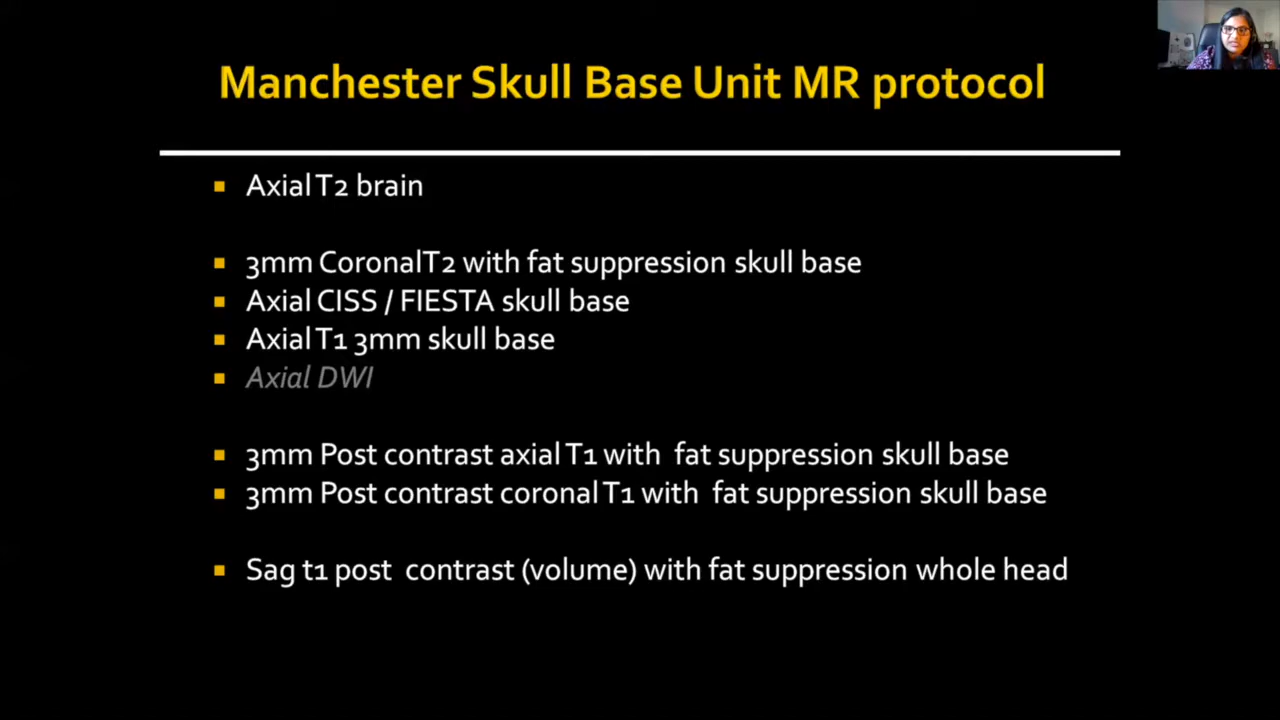 Manchester Skull Base Unit MR protocol
Axial T2 brain
3mm Coronal T2 with fat suppression skull base
Axial CISS / FIESTA skull base
Axial T1 3mm skull base
Axial DWI
3mm Post contrast axial T1 with fat suppression skull base
3mm Post contrast coronal T1 with fat suppression skull base
Sag t1 post contrast (volume) with fat suppression whole head